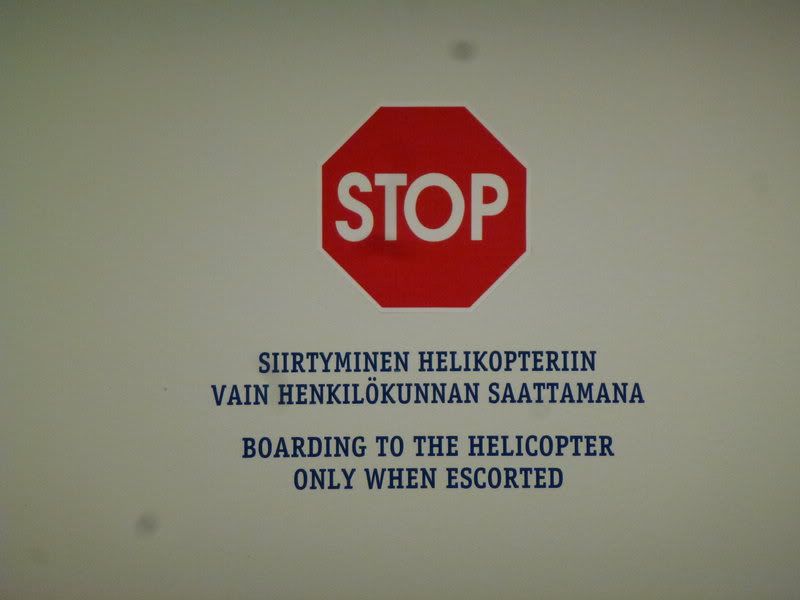 STOP
SIIRTYMINEN HELIKOPTERIIN
VAIN HENKILÖKUNNAN SAATTAMANA
BOARDING TO THE HELICOPTER
ONLY WHEN ESCORTED